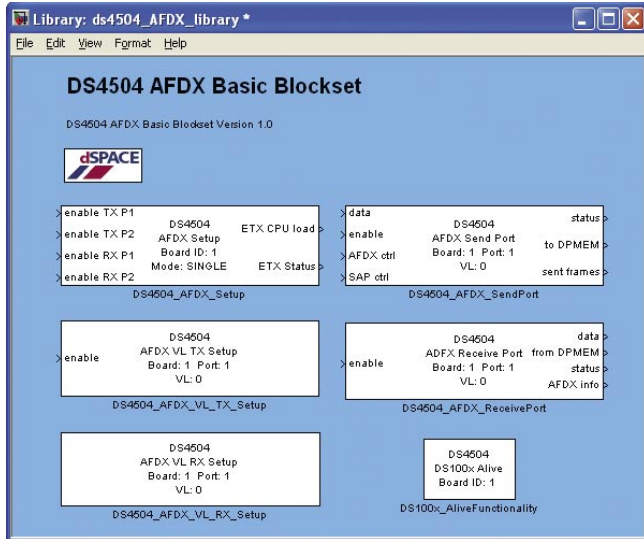 Library: ds4504_AFDX_library *
File Edit View Format Help
DS4504 AFDX Basic Blockset
DS4504 AFDX Basic Blockset Version 1.0
dSPACE
enable TX P1
enable TX P2
enable RX P1
enable RX P2
DS4504
AFDX Setup
Board ID: 1
Mode: SINGLE
ETX CPU load
ETX Status
DS4504_AFDX_Setup
data
enable
AFDX ctrl
SAP ctrl
DS4504
AFDX Send Port
Board: 1 Port: 1
VL: 0
status
to DPMEM
sent frames
DS4504_AFDX_SendPort
enable
DS4504
AFDX VL TX Setup
Board: 1 Port: 1
VL: 0
DS4504_AFDX_VL_TX_Setup
enable
DS4504
ADFX Receive Port
Board: 1 Port: 1
VL: 0
data
from DPMEM
status
AFDX info
DS4504_AFDX_ReceivePort
DS4504
AFDX VL RX Setup
Board: 1 Port: 1
VL: 0
DS4504_AFDX_VL_RX_Setup
DS4504
DS100x Alive
Board ID: 1
DS100x_AliveFunctionality